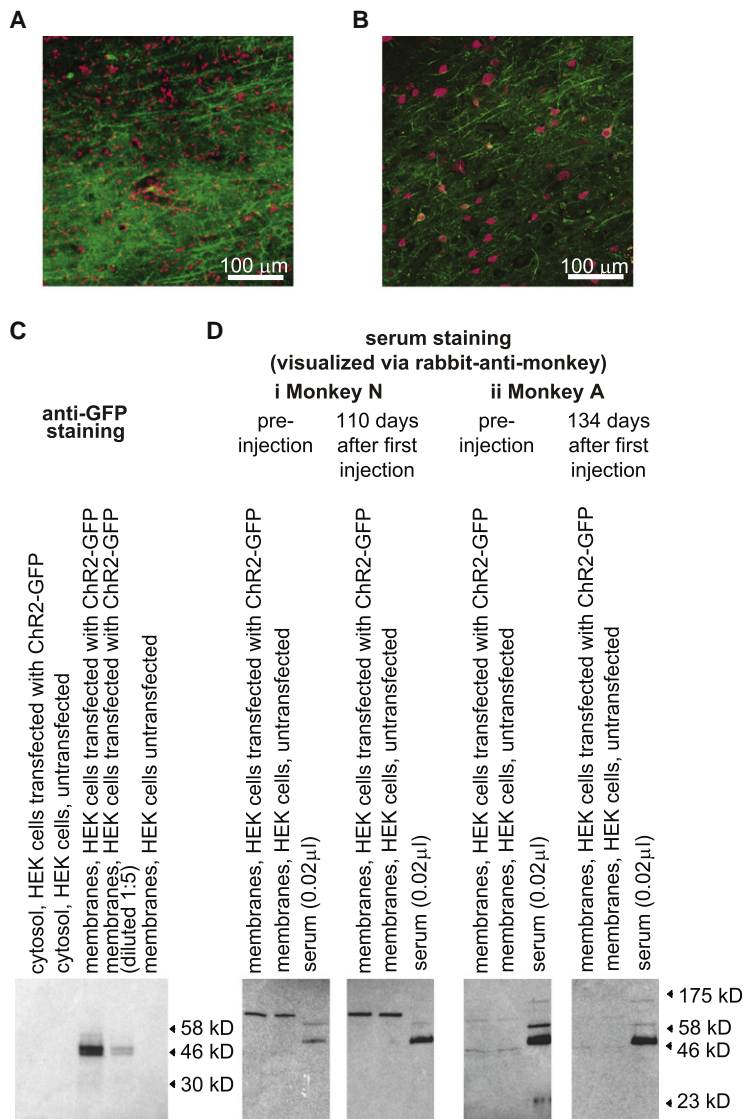 A
B
100 µm
100 µm
C
D
serum staining
(visualized via rabbit-anti-monkey)
i Monkey N
ii Monkey A
anti-GFP
staining
pre-
injection
110 days
after first
injection
pre-
injection
134 days
after first
injection
cytosol, HEK cells transfected with ChR2-GFP
cytosol, HEK cells, untransfected
membranes, HEK cells transfected with ChR2-GFP
membranes, HEK cells transfected with ChR2-GFP
(diluted 1:5)
membranes, HEK cells untransfected
membranes, HEK cells transfected with ChR2-GFP
membranes, HEK cells, untransfected
serum (0.02µl)
membranes, HEK cells transfected with ChR2-GFP
membranes, HEK cells, untransfected
serum (0.02µl)
membranes, HEK cells transfected with ChR2-GFP
membranes, HEK cells, untransfected
serum (0.02µl)
membranes, HEK cells transfected with ChR2-GFP
membranes, HEK cells, untransfected
serum (0.02µl)
58 kD
46 kD
30 kD
175 kD
58 kD
46 kD
23 kD